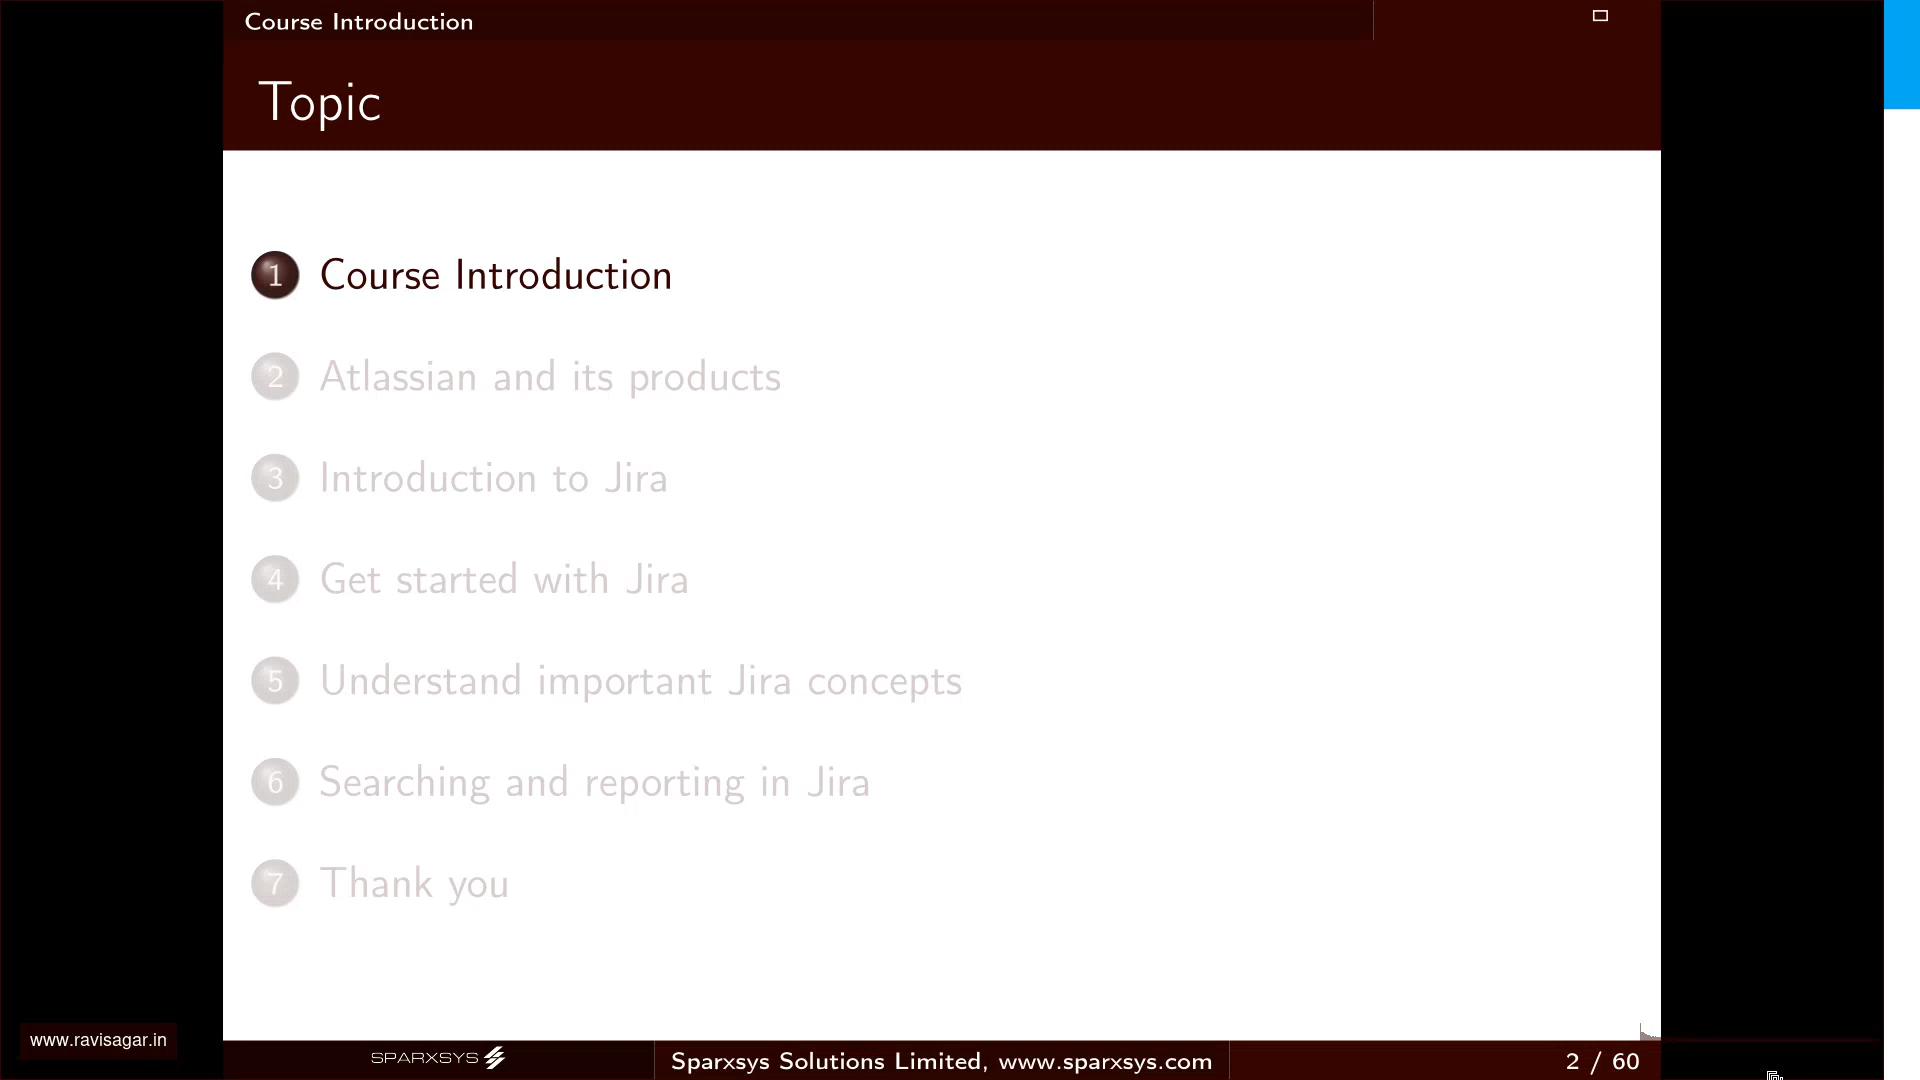 Course Introduction
Topic
1 Course Introduction
2 Atlassian and its products
3 Introduction to Jira
4 Get started with Jira
5 Understand important Jira concepts
6 Searching and reporting in Jira
7 Thank you
www.ravisagar.in
SPARXSYS
Sparxsys Solutions Limited, www.sparxsys.com
2 / 60